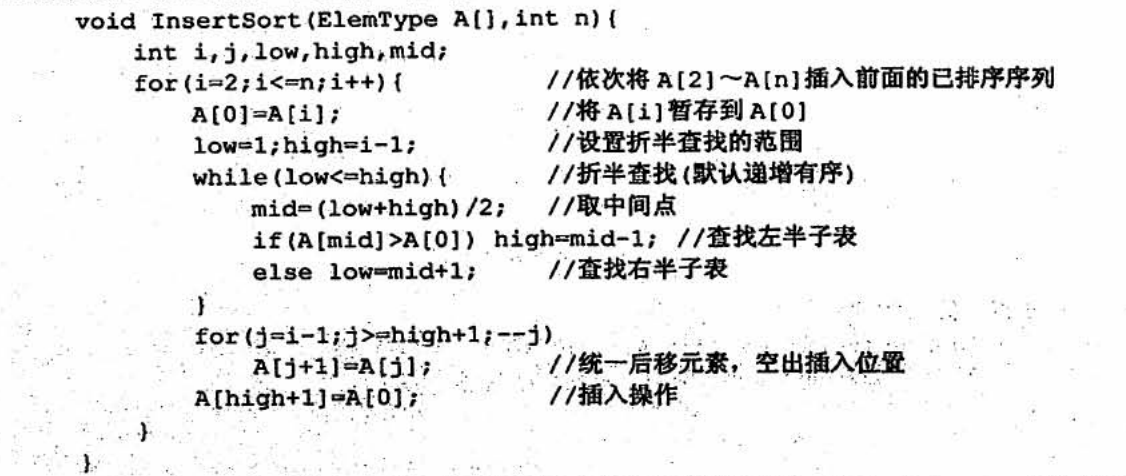 void InsertSort(ElemType A[],int n){
int i,j,low,high,mid;
for(i=2;i<=n;i++){ //依次将A[2]～A[n]插入前面的已排序序列
A[0]=A[i]; //将A[i]暂存到A[0]
low=1;high=i-1; //设置折半查找的范围
while(low<=high){ //折半查找(默认递增有序)
mid=(low+high)/2; //取中间点
if(A[mid]>A[0]) high=mid-1; //查找左半子表
else low=mid+1; //查找右半子表
}
for(j=i-1;j>=high+1;--j)
A[j+1]=A[j]; //统一后移元素，空出插入位置
A[high+1]=A[0]; //插入操作
}
}